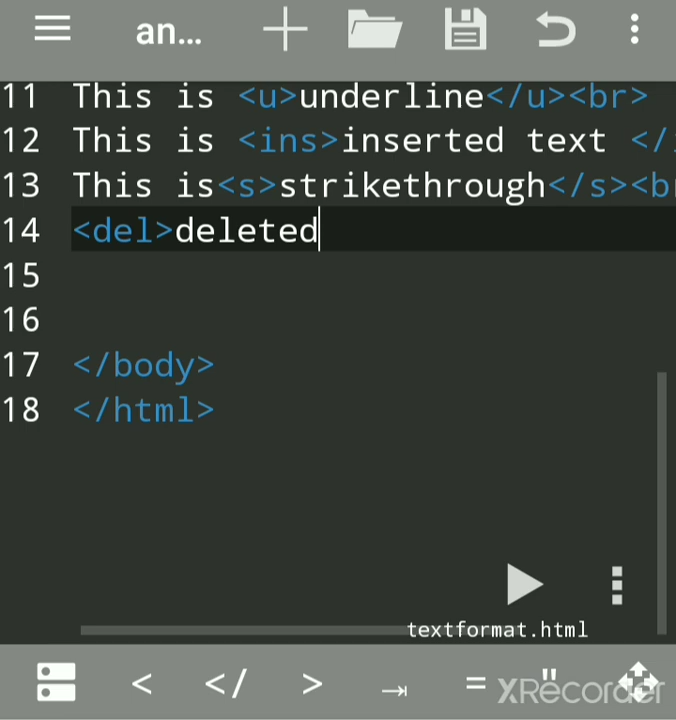 an...
11 This is <u>underline</u><br>
12 This is <ins>inserted text </
13 This is<s>strikethrough</s><b
14 <del>deleted
15
16
17 </body>
18 </html>
textformat.html
< </ > ⇥ = "
XRecorder